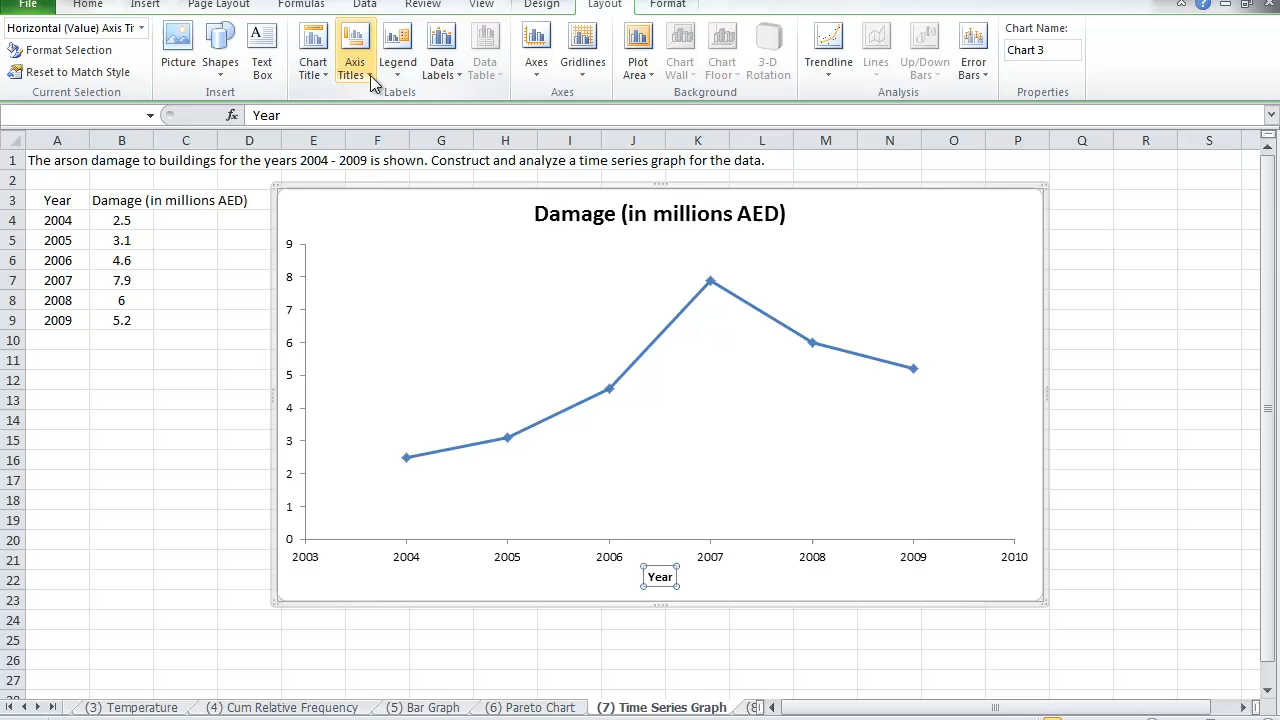 File Home Insert Page Layout Formulas Data Review View Design Layout Format
Horizontal (Value) Axis Ti
Format Selection
Reset to Match Style
Current Selection
Picture Shapes Text Box
Insert
Chart Title Axis Titles Legend Data Labels Data Table
Labels
Axes Gridlines
Axes
Plot Area Chart Wall Chart Floor 3-D Rotation
Background
Trendline Lines Up/Down Bars Error Bars
Analysis
Chart Name:
Chart 3
Properties
fx Year
A B C D E F G H I J K L M N O P Q R S
1 The arson damage to buildings for the years 2004 - 2009 is shown. Construct and analyze a time series graph for the data.
2
3 Year Damage (in millions AED)
4 2004 2.5
5 2005 3.1
6 2006 4.6
7 2007 7.9
8 2008 6
9 2009 5.2
10
11
12
13
14
15
16
17
18
19
20
21
22
23
24
25
26
27
Damage (in millions AED)
9
8
7
6
5
4
3
2
1
0
2003 2004 2005 2006 2007 2008 2009 2010
Year
(3) Temperature (4) Cum Relative Frequency (5) Bar Graph (6) Pareto Chart (7) Time Series Graph (8